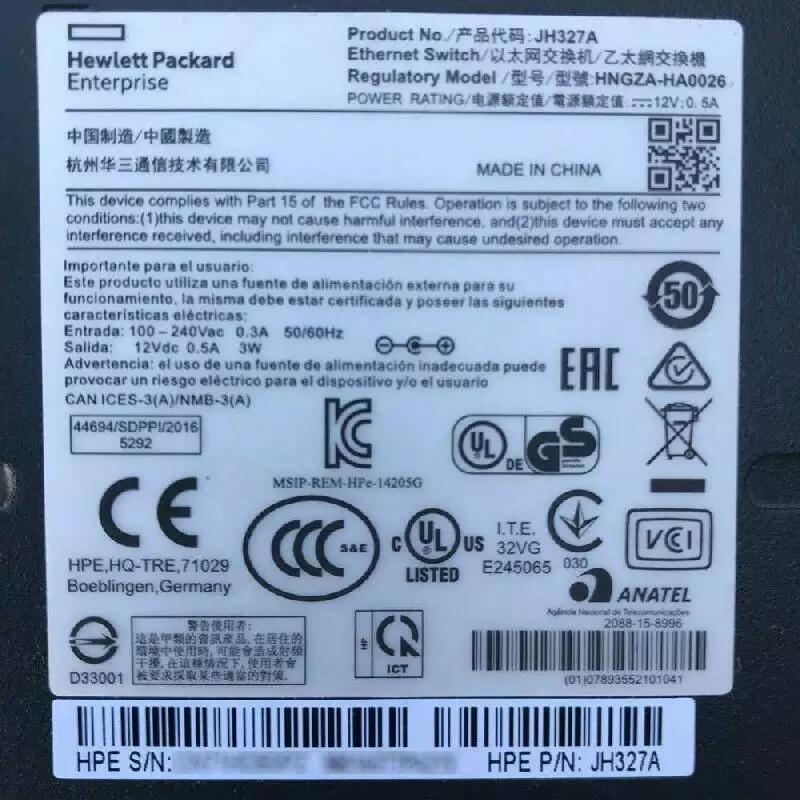 Hewlett Packard
Enterprise
Product No./产品代码: JH327A
Ethernet Switch/以太网交换机/乙太網交換機
Regulatory Model /型号/型號:HNGZA-HA0026
POWER RATING/电源额定值/電源額定值 ⎓12V; 0.5A
中国制造/中國製造
杭州华三通信技术有限公司
MADE IN CHINA
This device complies with Part 15 of the FCC Rules. Operation is subject to the following two
conditions:(1)this device may not cause harmful interference, and(2)this device must accept any
interference received, including interference that may cause undesired operation.
Importante para el usuario:
Este producto utiliza una fuente de alimentación externa para su
funcionamiento, la misma debe estar certificada y poseer las siguientes
características eléctricas:
Entrada: 100-240Vac 0.3A 50/60Hz
Salida: 12Vdc 0.5A 3W
Advertencia: el uso de una fuente de alimentación inadecuada puede
provocar un riesgo eléctrico para el dispositivo y/o el usuario
CAN ICES-3(A)/NMB-3(A)
50
EAC
44694/SDPPI/2016
5292
KC
MSIP-REM-HPe-14205G
UL
DE
GS
CE
HPE,HQ-TRE,71029
Boeblingen,Germany
CCC
S&E
C UL US
LISTED
I.T.E.
32VG
E245065
030
VCI
ANATEL
Agência Nacional de Telecomunicações
2088-15-8996
D33001
警告使用者:
這是甲類的資訊產品,在居住的
環境中使用時,可能會造成射頻
干擾,在這種情況下,使用者會
被要求採取某些適當的對策.
HP
ICT
(01)07893552101041
HPE S/N:
HPE P/N: JH327A